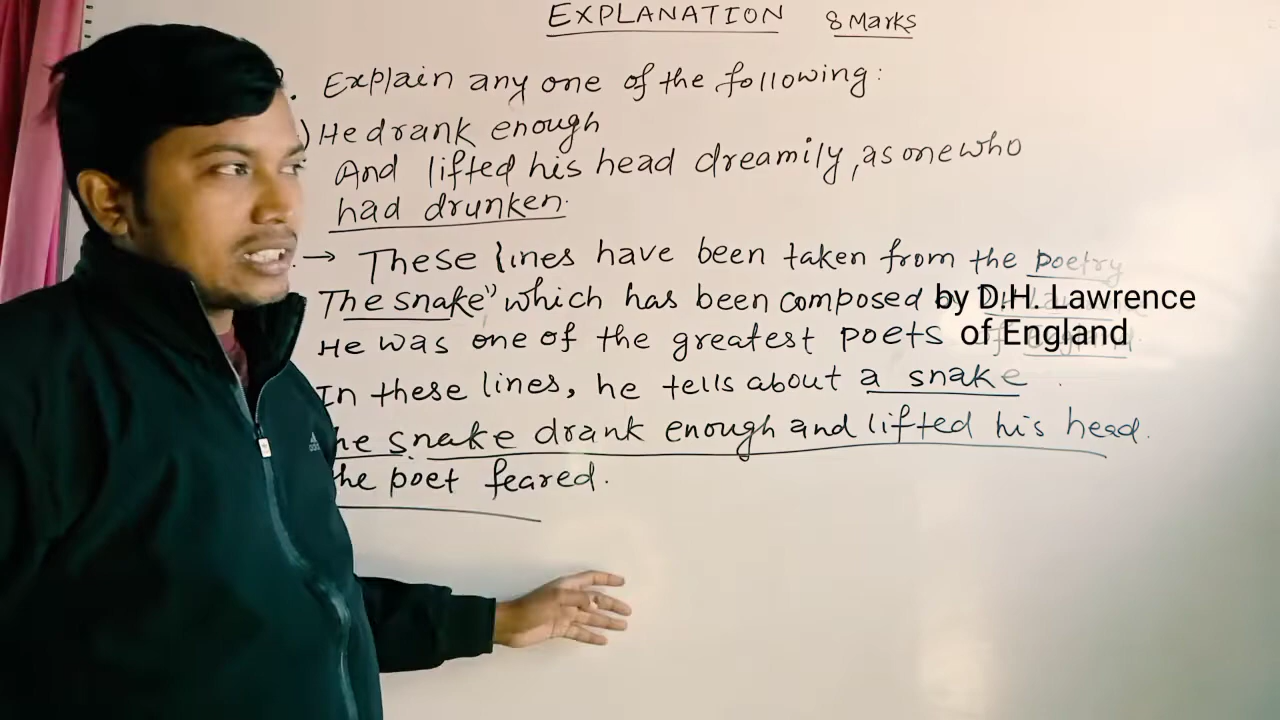 EXPLANATION 8 Marks
. Explain any one of the following:
) He drank enough
And lifted his head dreamily, as one who
had drunken.
→ These lines have been taken from the poetry
The snake" which has been composed by D.H. Lawrence
He was one of the greatest poets of England
In these lines, he tells about a snake.
he snake drank enough and lifted his head.
he poet feared.
adidas